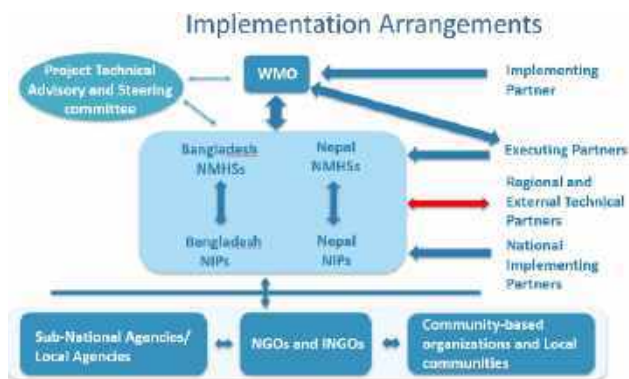 Implementation Arrangements
Project Technical
Advisory and Steering
committee
WMO
Implementing
Partner
Bangladesh
NMHSs
Nepal
NMHSs
Executing Partners
Regional and
External Technical
Partners
Bangladesh
NIPs
Nepal
NIPs
National
Implementing
Partners
Sub-National Agencies/
Local Agencies
NGOs and INGOs
Community-based
organizations and Local
communities